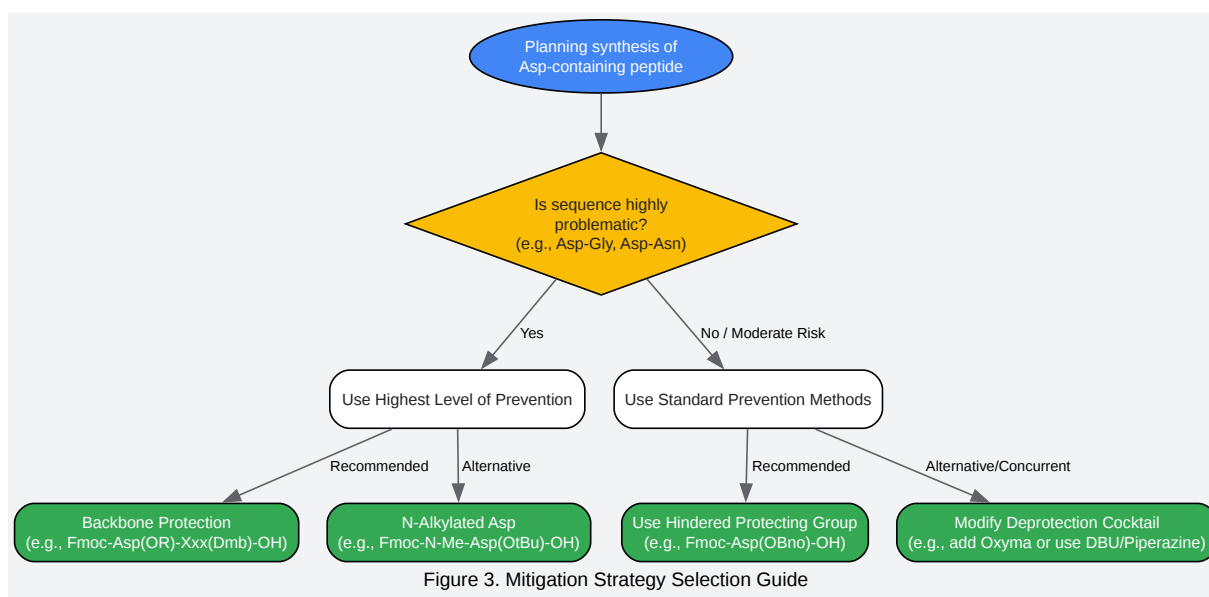 Planning synthesis of
Asp-containing peptide
Is sequence highly
problematic?
(e.g., Asp-Gly, Asp-Asn)
Yes
No / Moderate Risk
Use Highest Level of Prevention
Use Standard Prevention Methods
Recommended
Alternative
Recommended
Alternative/Concurrent
Backbone Protection
(e.g., Fmoc-Asp(OR)-Xxx(Dmb)-OH)
N-Alkylated Asp
(e.g., Fmoc-N-Me-Asp(OtBu)-OH)
Use Hindered Protecting Group
(e.g., Fmoc-Asp(OBno)-OH)
Modify Deprotection Cocktail
(e.g., add Oxyma or use DBU/Piperazine)
Figure 3. Mitigation Strategy Selection Guide